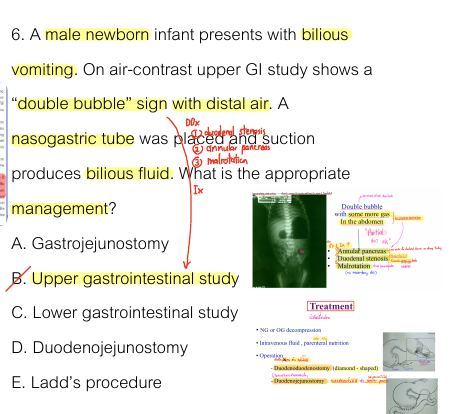 6. A male newborn infant presents with bilious
vomiting. On air-contrast upper GI study shows a
“double bubble” sign with distal air. A
DDx
① duodenal stenosis
nasogastric tube was placed and suction
② annular pancreas
③ malrotation
produces bilious fluid. What is the appropriate
Ix
management?
A. Gastrojejunostomy
B. Upper gastrointestinal study
C. Lower gastrointestinal study
D. Duodenojejunostomy
E. Ladd’s procedure
Double bubble
with some more gas
In the abdomen
"Partial"
• Annular pancreas
• Duodenal stenosis
• Malrotation
Treatment
• NG or OG decompression
• Intravenous fluid , parenteral nutrition
• Operation
- Duodenoduodenostomy (diamond - shaped)
- Duodenojejunostomy